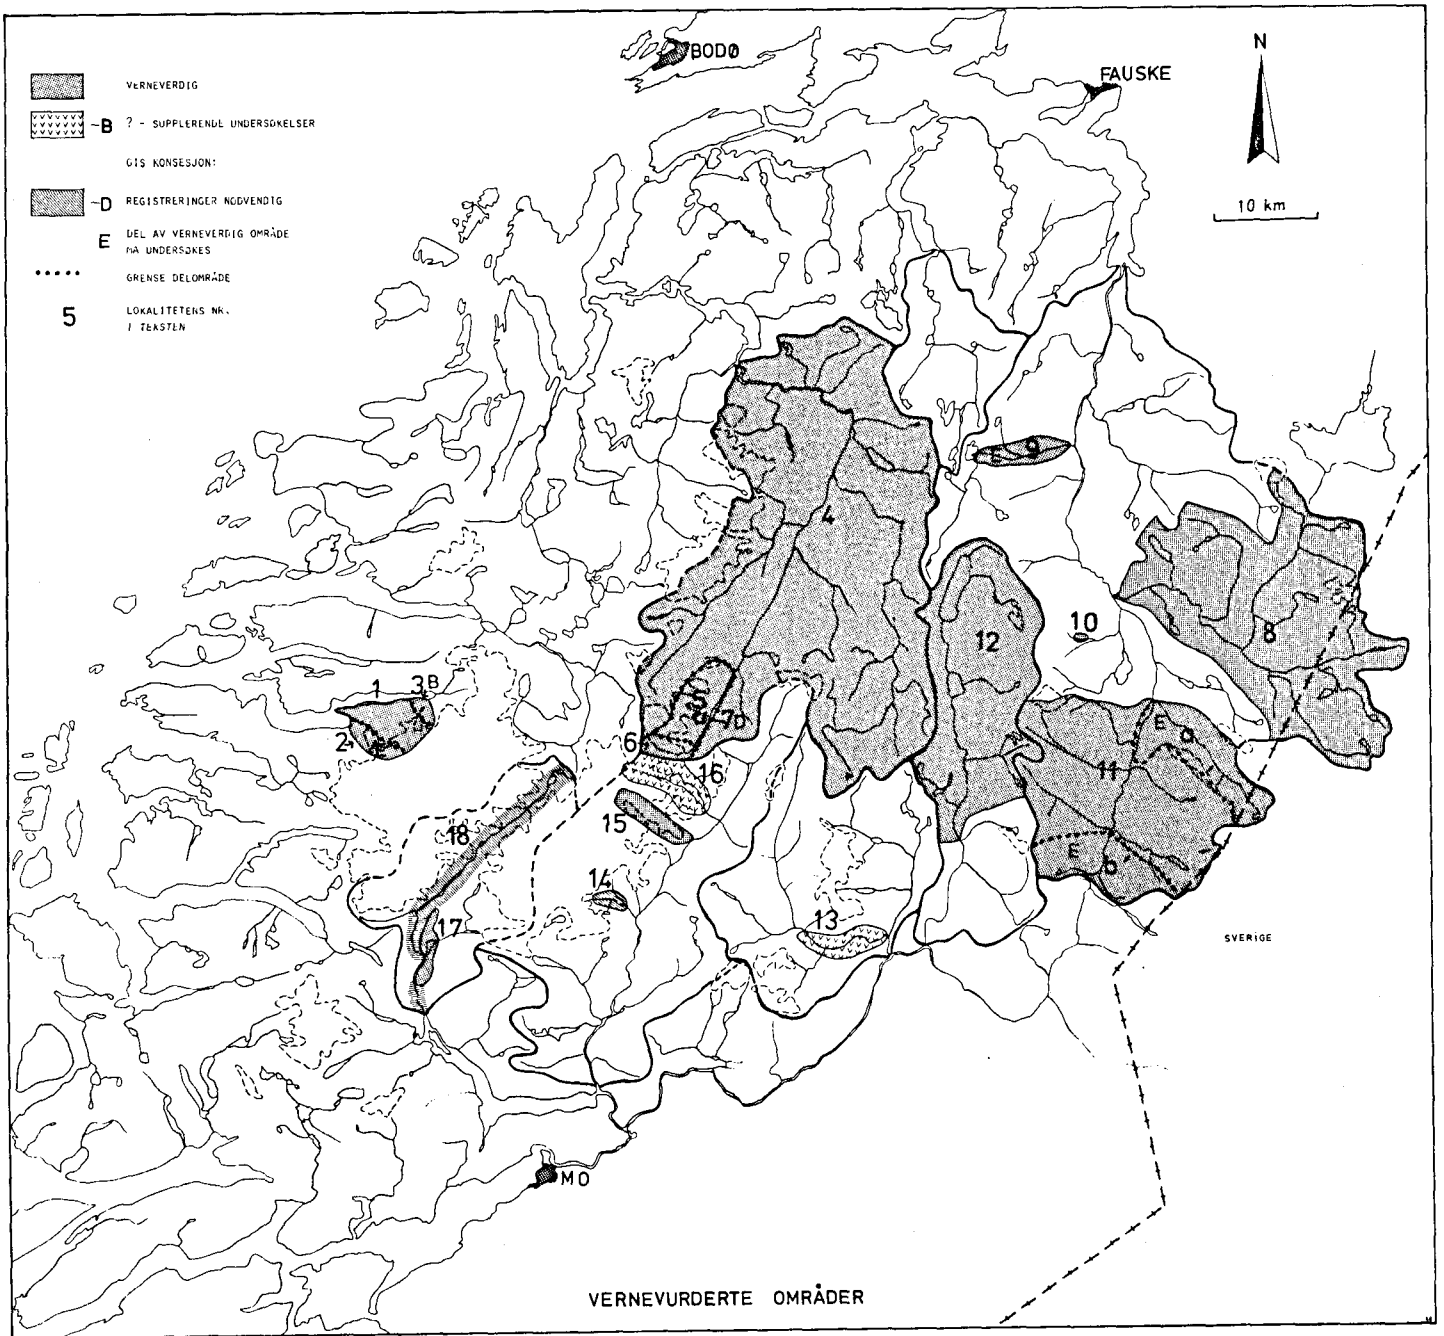 BODØ
FAUSKE
N
10 km
VERNEVERDIG
-B ? - SUPPLERENDE UNDERSØKELSER
GIS KONSESJON:
-D REGISTRERINGER NØDVENDIG
E DEL AV VERNEVERDIG OMRÅDE
MÅ UNDERSØKES
GRENSE DELOMRÅDE
5 LOKALITETENS NR.
I TEKSTEN
9
4
10
8
12
1
3B
2
5
7D
6
16
E a
11
15
18
E b
14
17
13
SVERIGE
MO
VERNEVURDERTE OMRÅDER